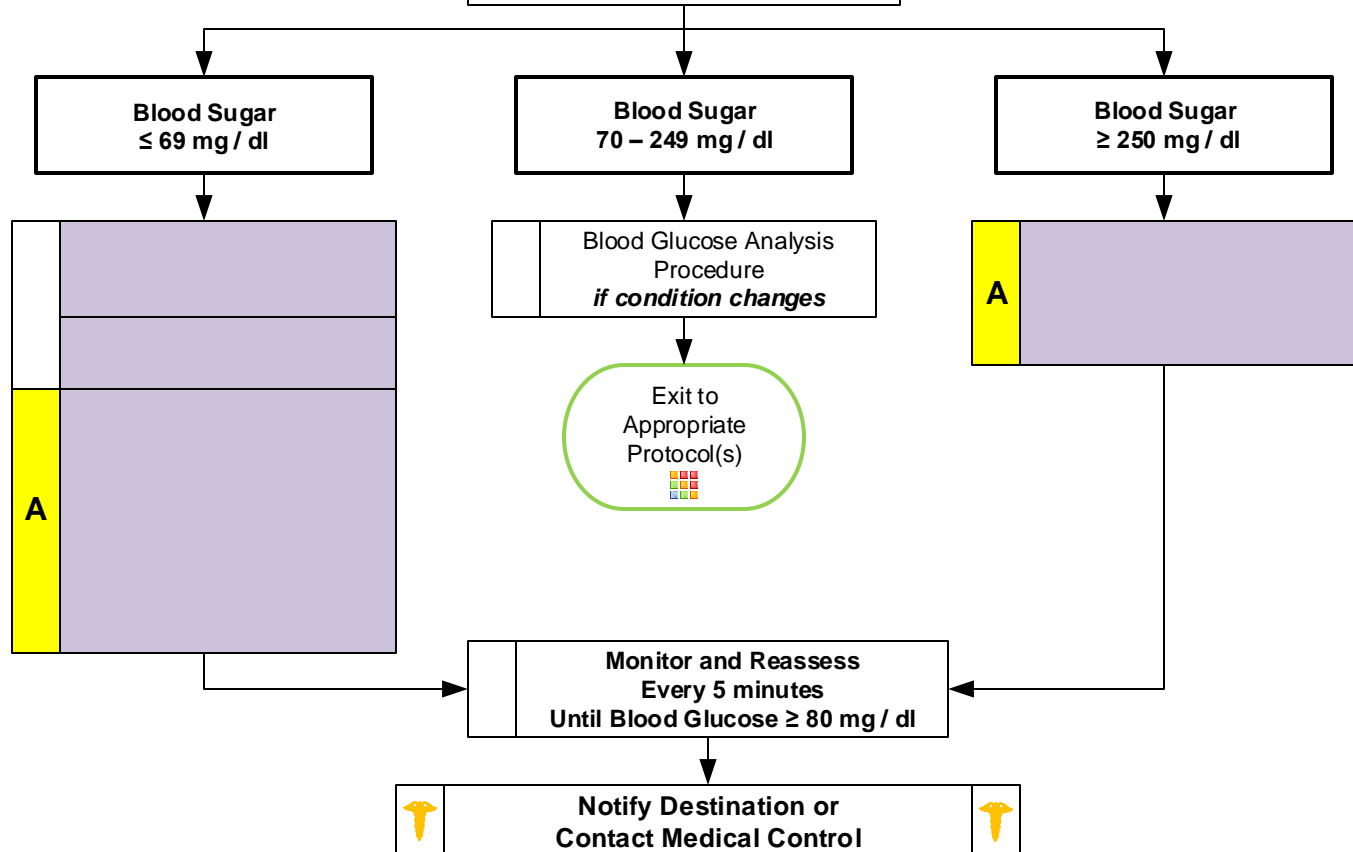 Blood Sugar
≤ 69 mg / dl
Blood Sugar
70 – 249 mg / dl
Blood Sugar
≥ 250 mg / dl
Blood Glucose Analysis
Procedure
if condition changes
A
Exit to
Appropriate
Protocol(s)
A
Monitor and Reassess
Every 5 minutes
Until Blood Glucose ≥ 80 mg / dl
Notify Destination or
Contact Medical Control